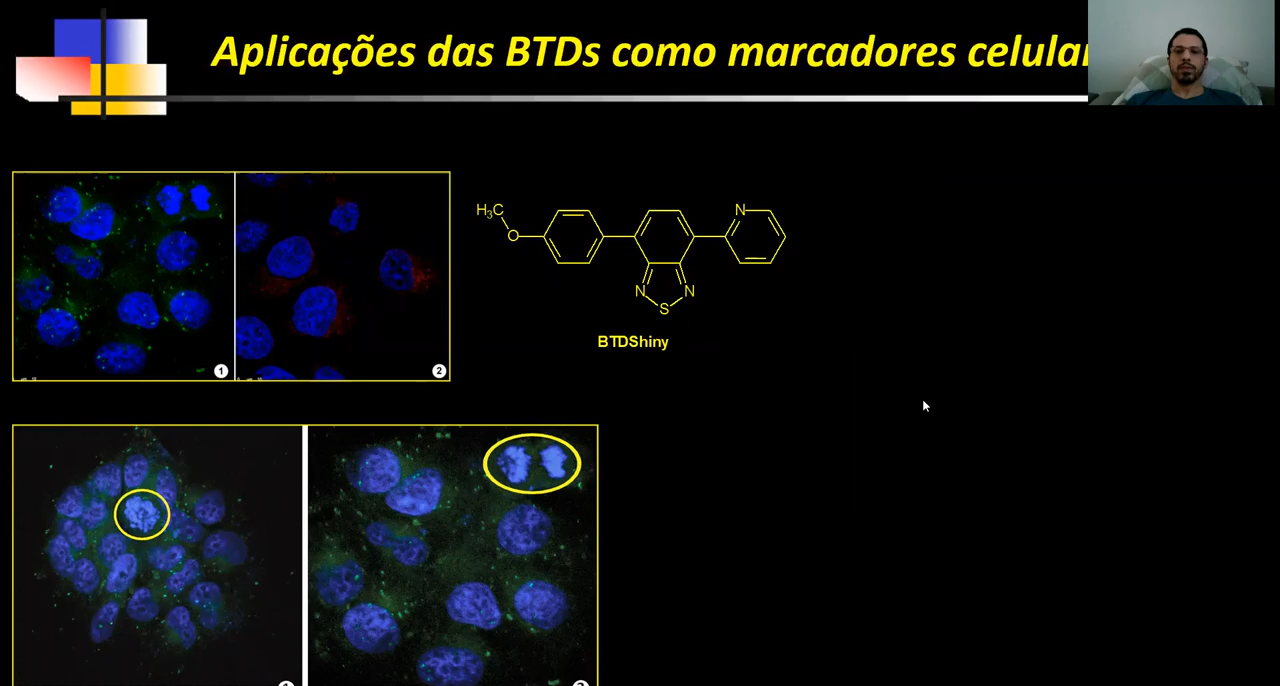 Aplicações das BTDs como marcadores celular
1
2
H₃C
O
N
N
N
S
BTDShiny